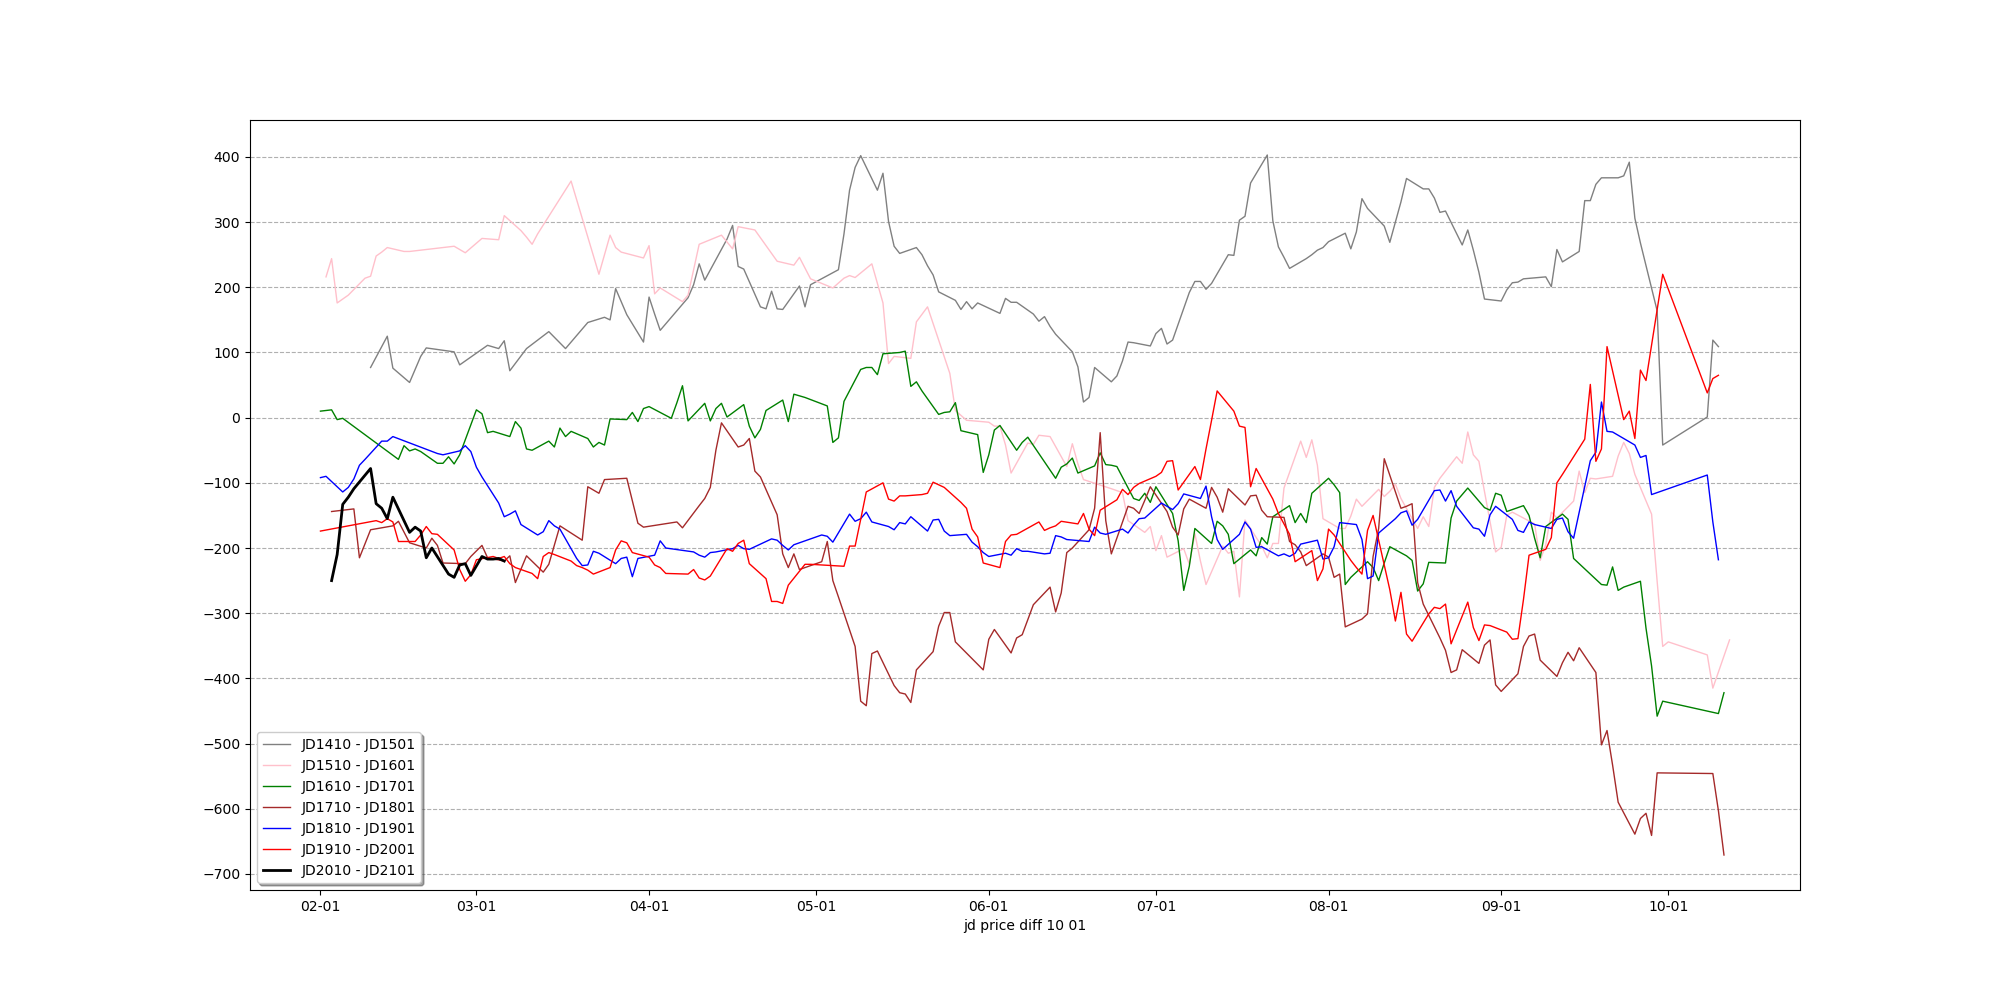 400
300
200
100
0
−100
−200
−300
−400
−500
−600
−700
JD1410 - JD1501
JD1510 - JD1601
JD1610 - JD1701
JD1710 - JD1801
JD1810 - JD1901
JD1910 - JD2001
JD2010 - JD2101
02-01 03-01 04-01 05-01 06-01 07-01 08-01 09-01 10-01
jd price diff 10 01